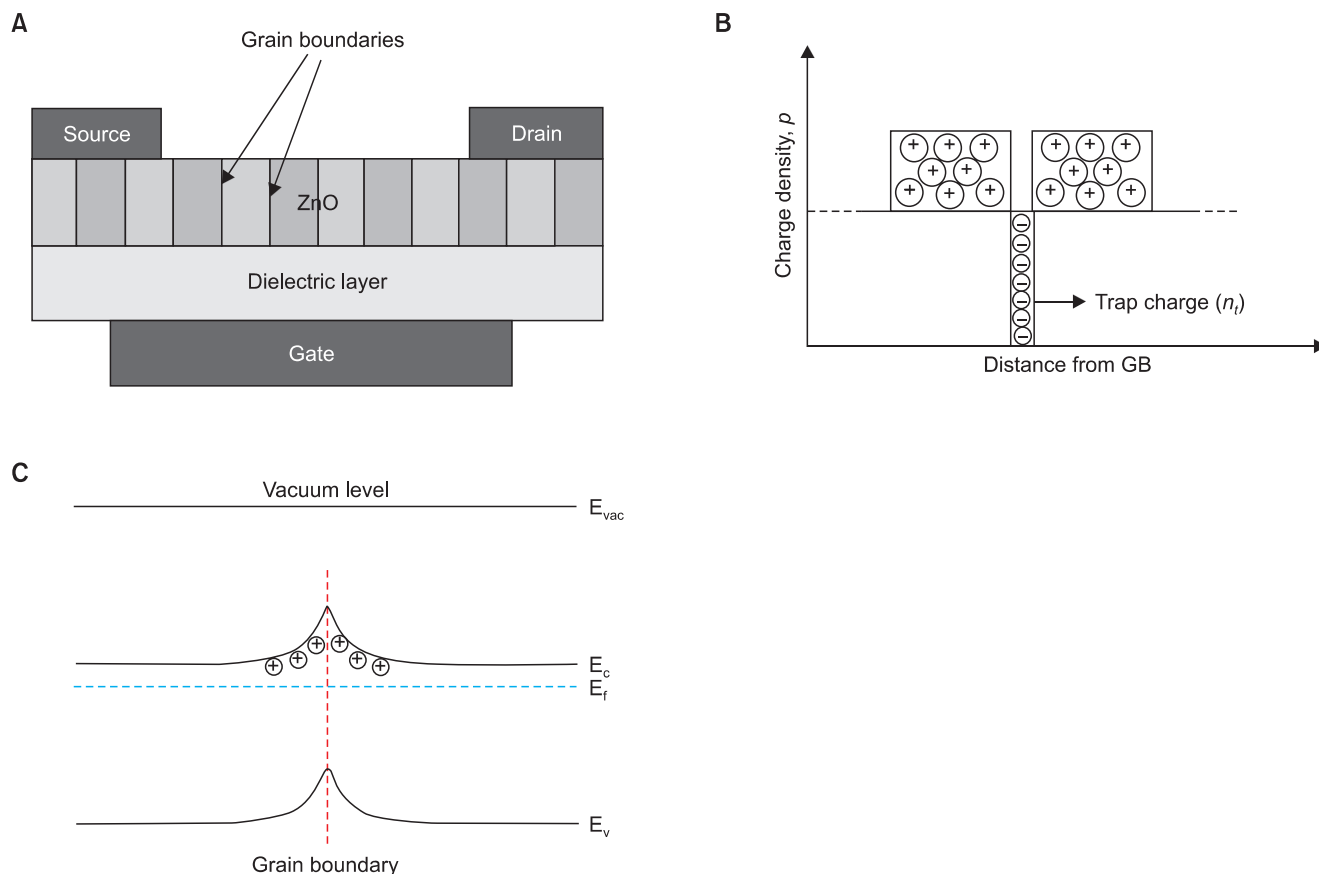 A
Grain boundaries
Source
Drain
ZnO
Dielectric layer
Gate
B
Charge density, p
+ + + + + + + +
+ + + + + + + +
− − − − − − −
Trap charge (nt)
Distance from GB
C
Vacuum level
Evac
+ + + + + +
Ec
Ef
Ev
Grain boundary